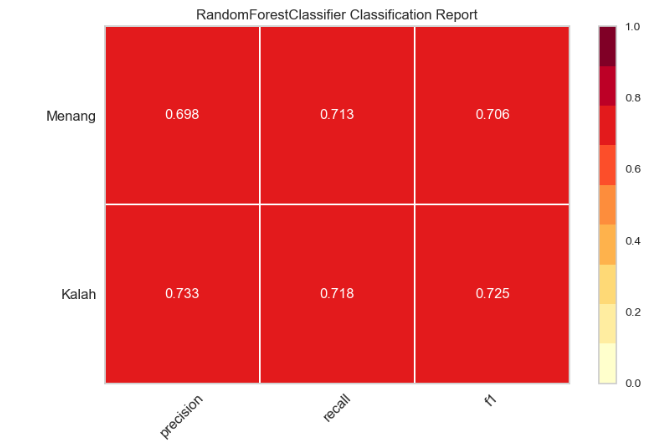 RandomForestClassifier Classification Report
Menang 0.698 0.713 0.706
Kalah 0.733 0.718 0.725
precision recall f1
1.0
0.8
0.6
0.4
0.2
0.0